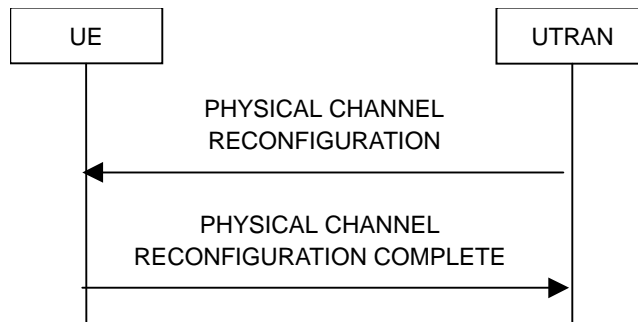 UE
UTRAN
PHYSICAL CHANNEL
RECONFIGURATION
PHYSICAL CHANNEL
RECONFIGURATION COMPLETE